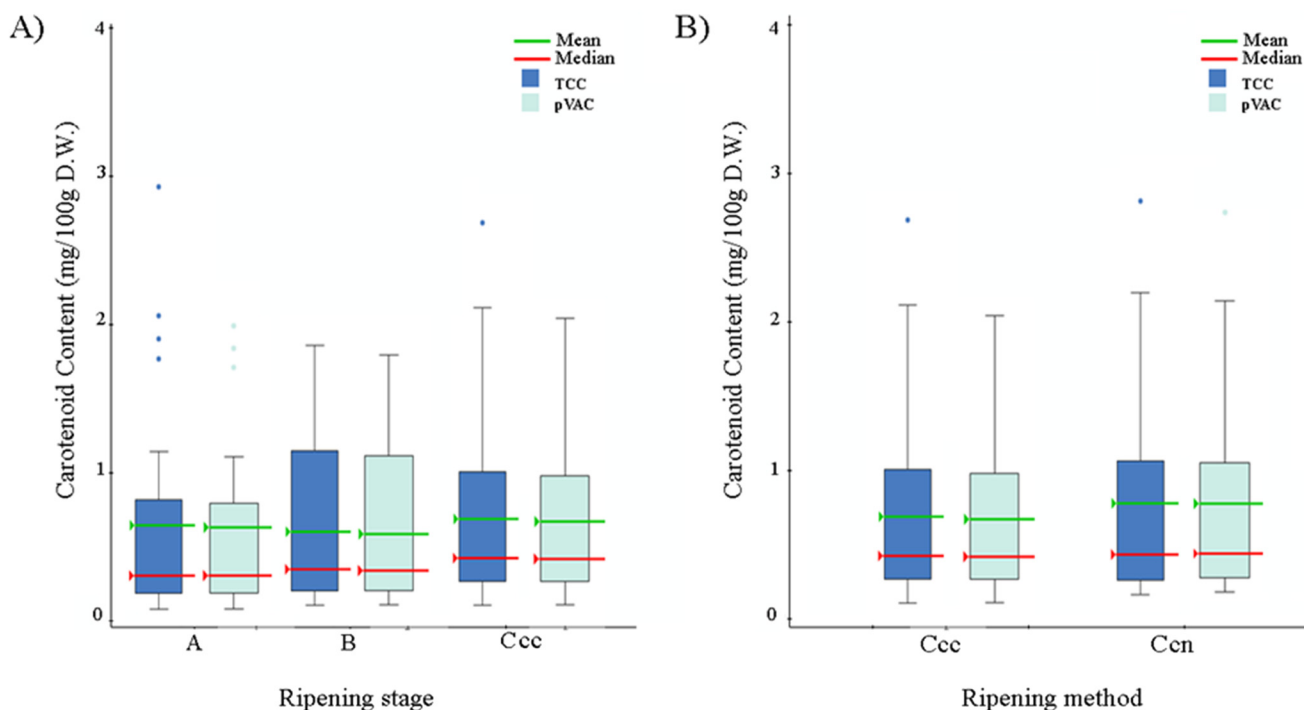 A)
Carotenoid Content (mg/100g D.W.)
4
3
2
1
0
Mean
Median
TCC
pVAC
A
B
Ccc
Ripening stage
B)
Carotenoid Content (mg/100g D.W.)
4
3
2
1
0
Mean
Median
TCC
pVAC
Ccc
Ccn
Ripening method